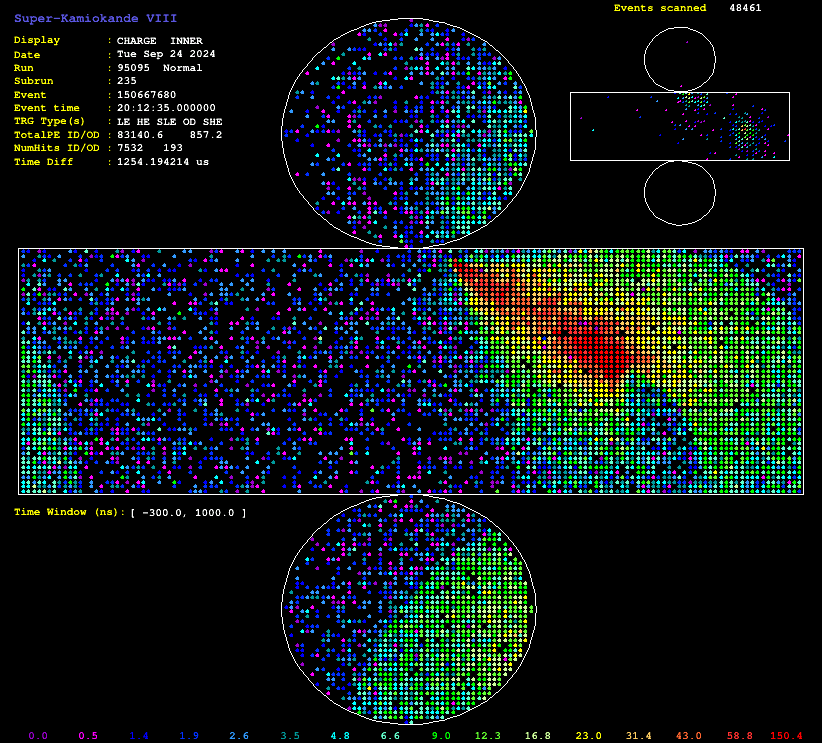 Super-Kamiokande VIII
Events scanned 48461
Display : CHARGE INNER
Date : Tue Sep 24 2024
Run : 95095 Normal
Subrun : 235
Event : 150667680
Event time : 20:12:35.000000
TRG Type(s) : LE HE SLE OD SHE
TotalPE ID/OD : 83140.6 857.2
NumHits ID/OD : 7532 193
Time Diff : 1254.194214 us
Time Window (ns): [ -300.0, 1000.0 ]
0.0 0.5 1.4 1.9 2.6 3.5 4.8 6.6 9.0 12.3 16.8 23.0 31.4 43.0 58.8 150.4